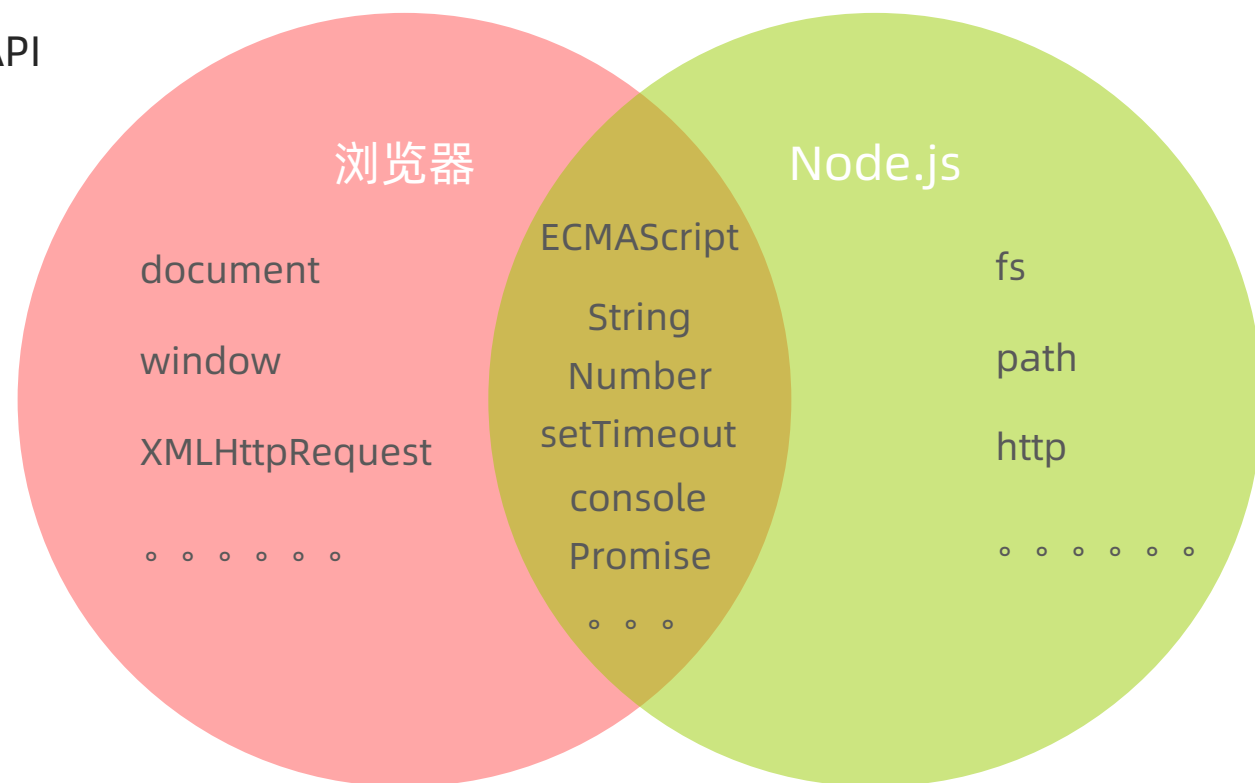 API
浏览器
Node.js
ECMAScript
document
fs
String
window
path
Number
setTimeout
XMLHttpRequest
http
console
。。。。。。
Promise
。。。。。。
。。。